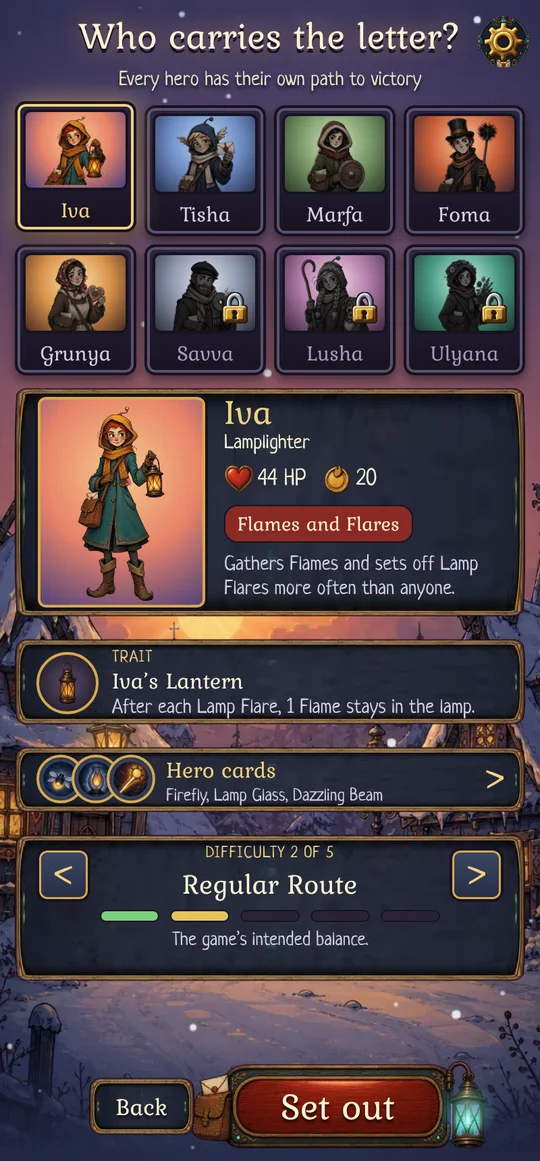 Who carries the letter?
Every hero has their own path to victory
Iva
Tisha
Marfa
Foma
Grunya
Savva
Lusha
Ulyana
Iva
Lamplighter
44 HP 20
Flames and Flares
Gathers Flames and sets off Lamp
Flares more often than anyone.
TRAIT
Iva's Lantern
After each Lamp Flare, 1 Flame stays in the lamp.
Hero cards
Firefly, Lamp Glass, Dazzling Beam
>
DIFFICULTY 2 OF 5
<
Regular Route
>
The game's intended balance.
Back
Set out